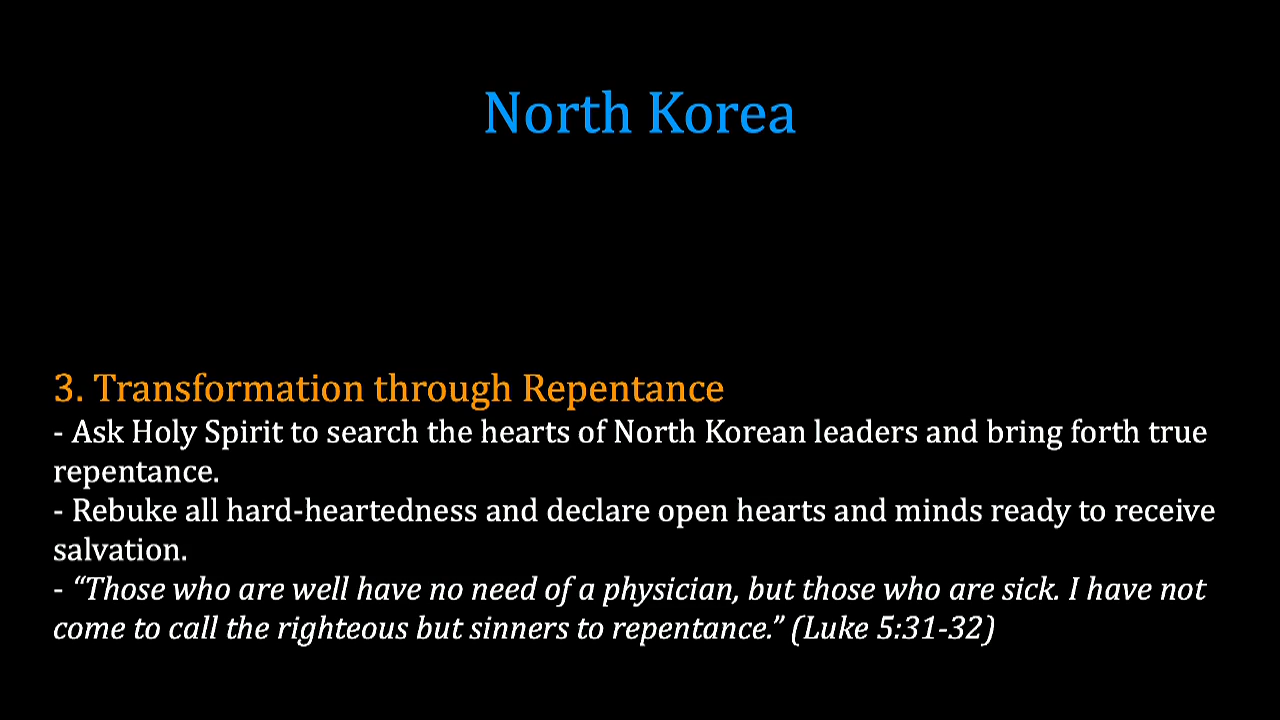 North Korea
3. Transformation through Repentance
- Ask Holy Spirit to search the hearts of North Korean leaders and bring forth true
repentance.
- Rebuke all hard-heartedness and declare open hearts and minds ready to receive
salvation.
- “Those who are well have no need of a physician, but those who are sick. I have not
come to call the righteous but sinners to repentance.” (Luke 5:31-32)